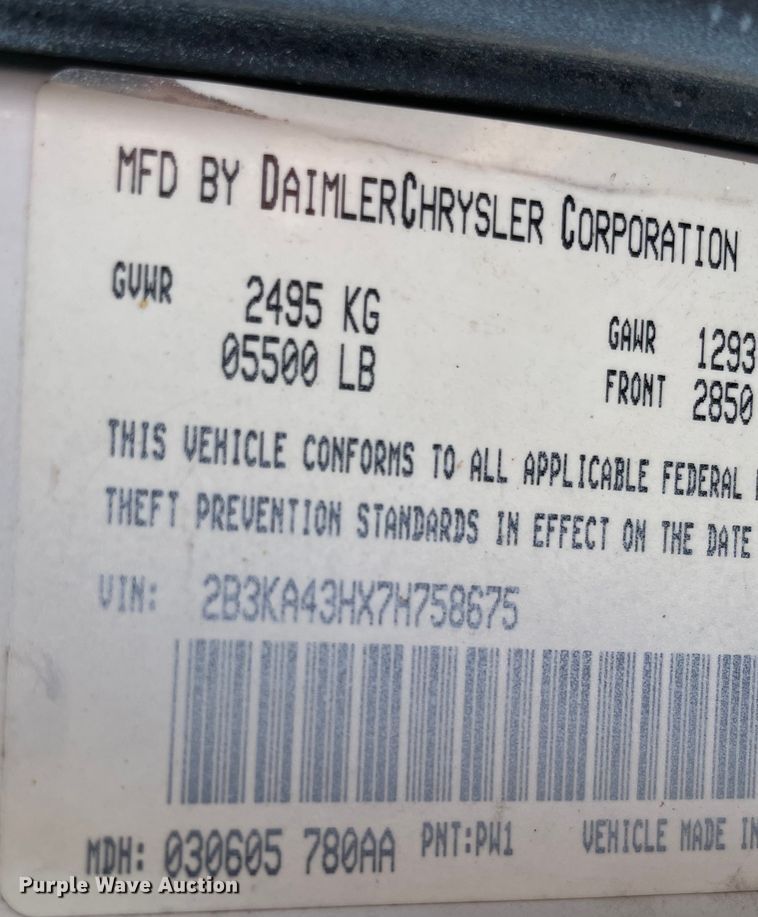 MFD BY DAIMLERCHRYSLER CORPORATION
GVWR 2495 KG GAWR 1293
05500 LB FRONT 2850
THIS VEHICLE CONFORMS TO ALL APPLICABLE FEDERAL
THEFT PREVENTION STANDARDS IN EFFECT ON THE DATE
VIN: 2B3KA43HX7H758675
MDH: 030605 780AA PNT:PW1 VEHICLE MADE IN
Purple Wave Auction